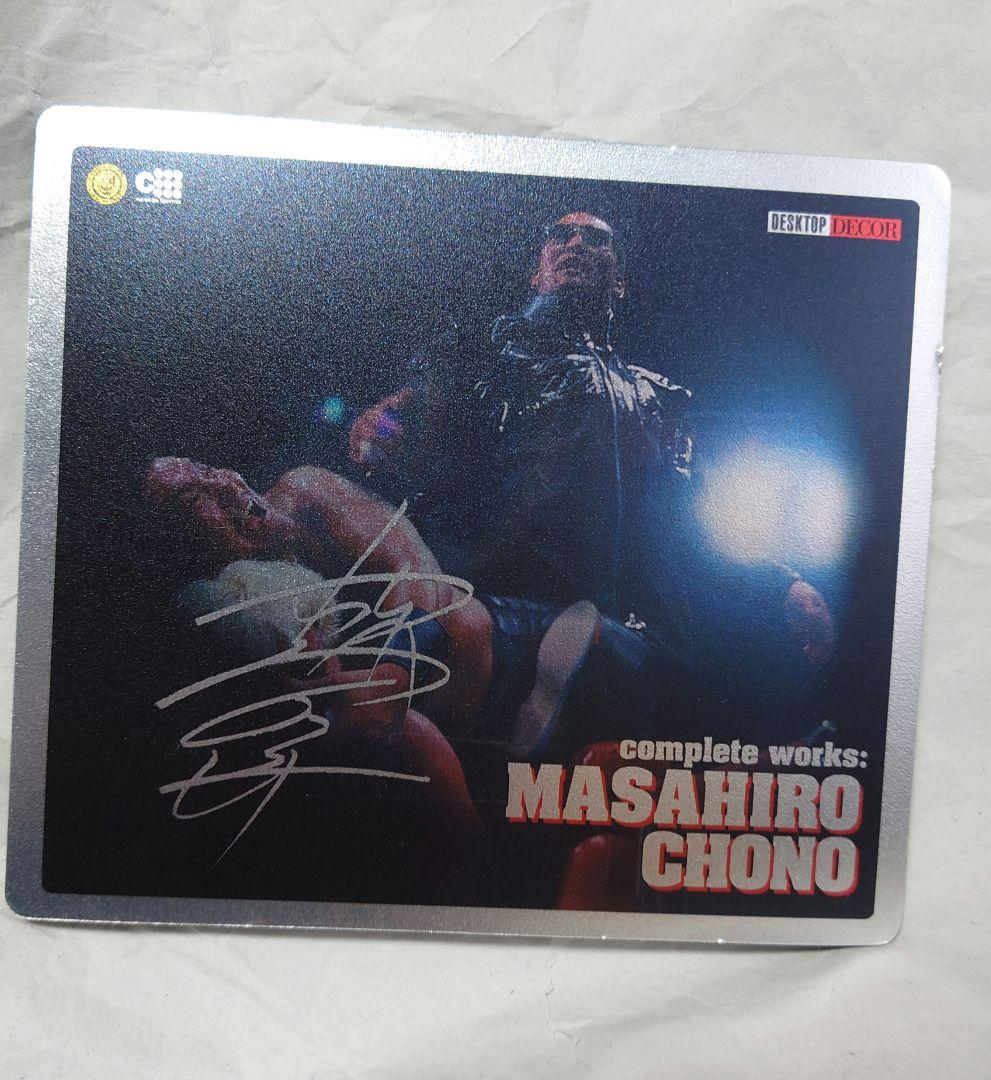 DESKTOP DECOR
complete works:
MASAHIRO
CHONO